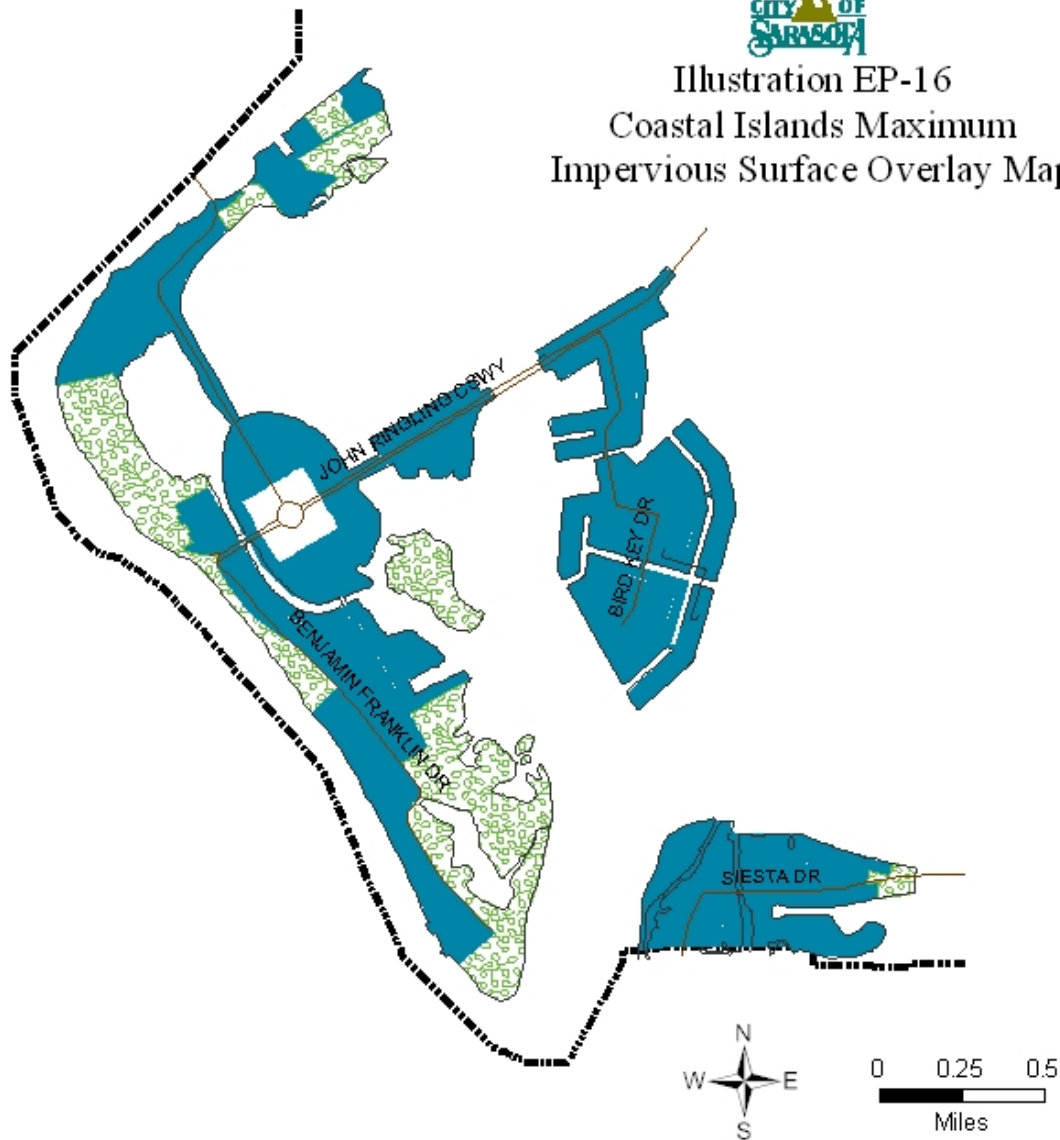 CITY OF
SARASOTA
Illustration EP-16
Coastal Islands Maximum
Impervious Surface Overlay Map
JOHN RINGLING CSWY
BIRD KEY DR
BENJAMIN FRANKLIN DR
SIESTA DR
N
W E
S
0 0.25 0.5
Miles